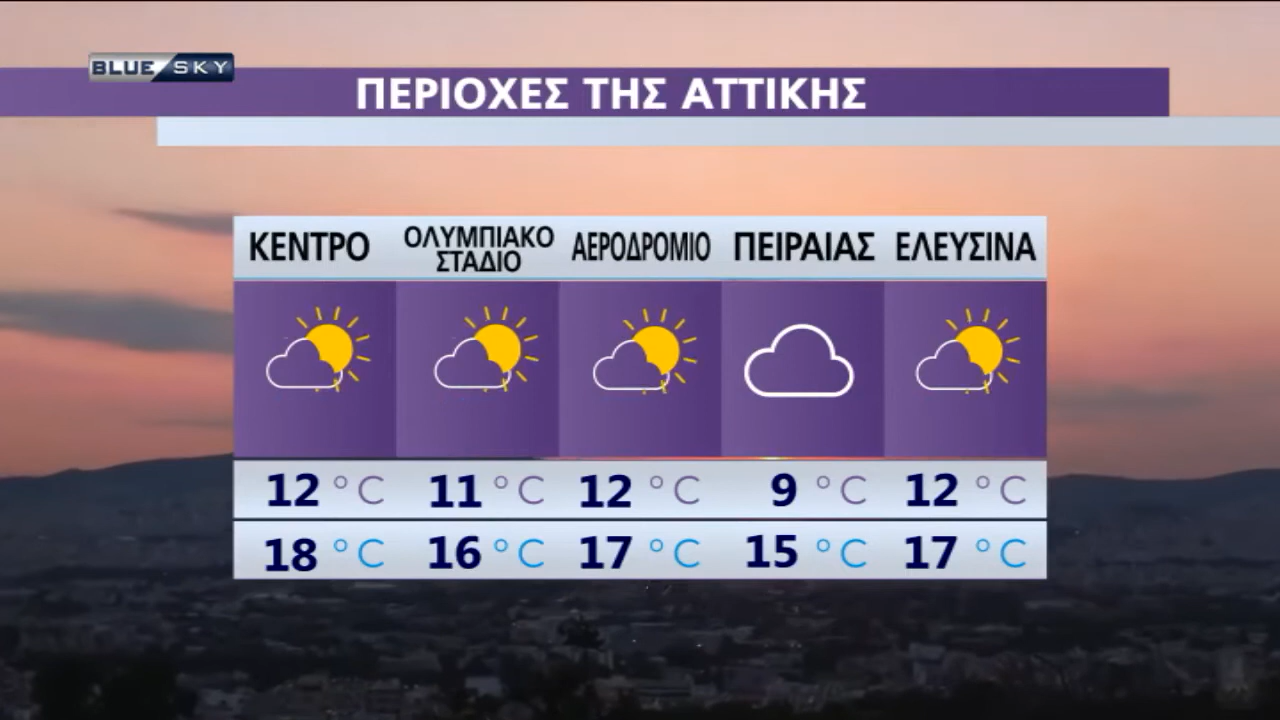 BLUE SKY
ΠΕΡΙΟΧΕΣ ΤΗΣ ΑΤΤΙΚΗΣ
ΚΕΝΤΡΟ ΟΛΥΜΠΙΑΚΟ ΣΤΑΔΙΟ ΑΕΡΟΔΡΟΜΙΟ ΠΕΙΡΑΙΑΣ ΕΛΕΥΣΙΝΑ
12 °C 11 °C 12 °C 9 °C 12 °C
18 °C 16 °C 17 °C 15 °C 17 °C